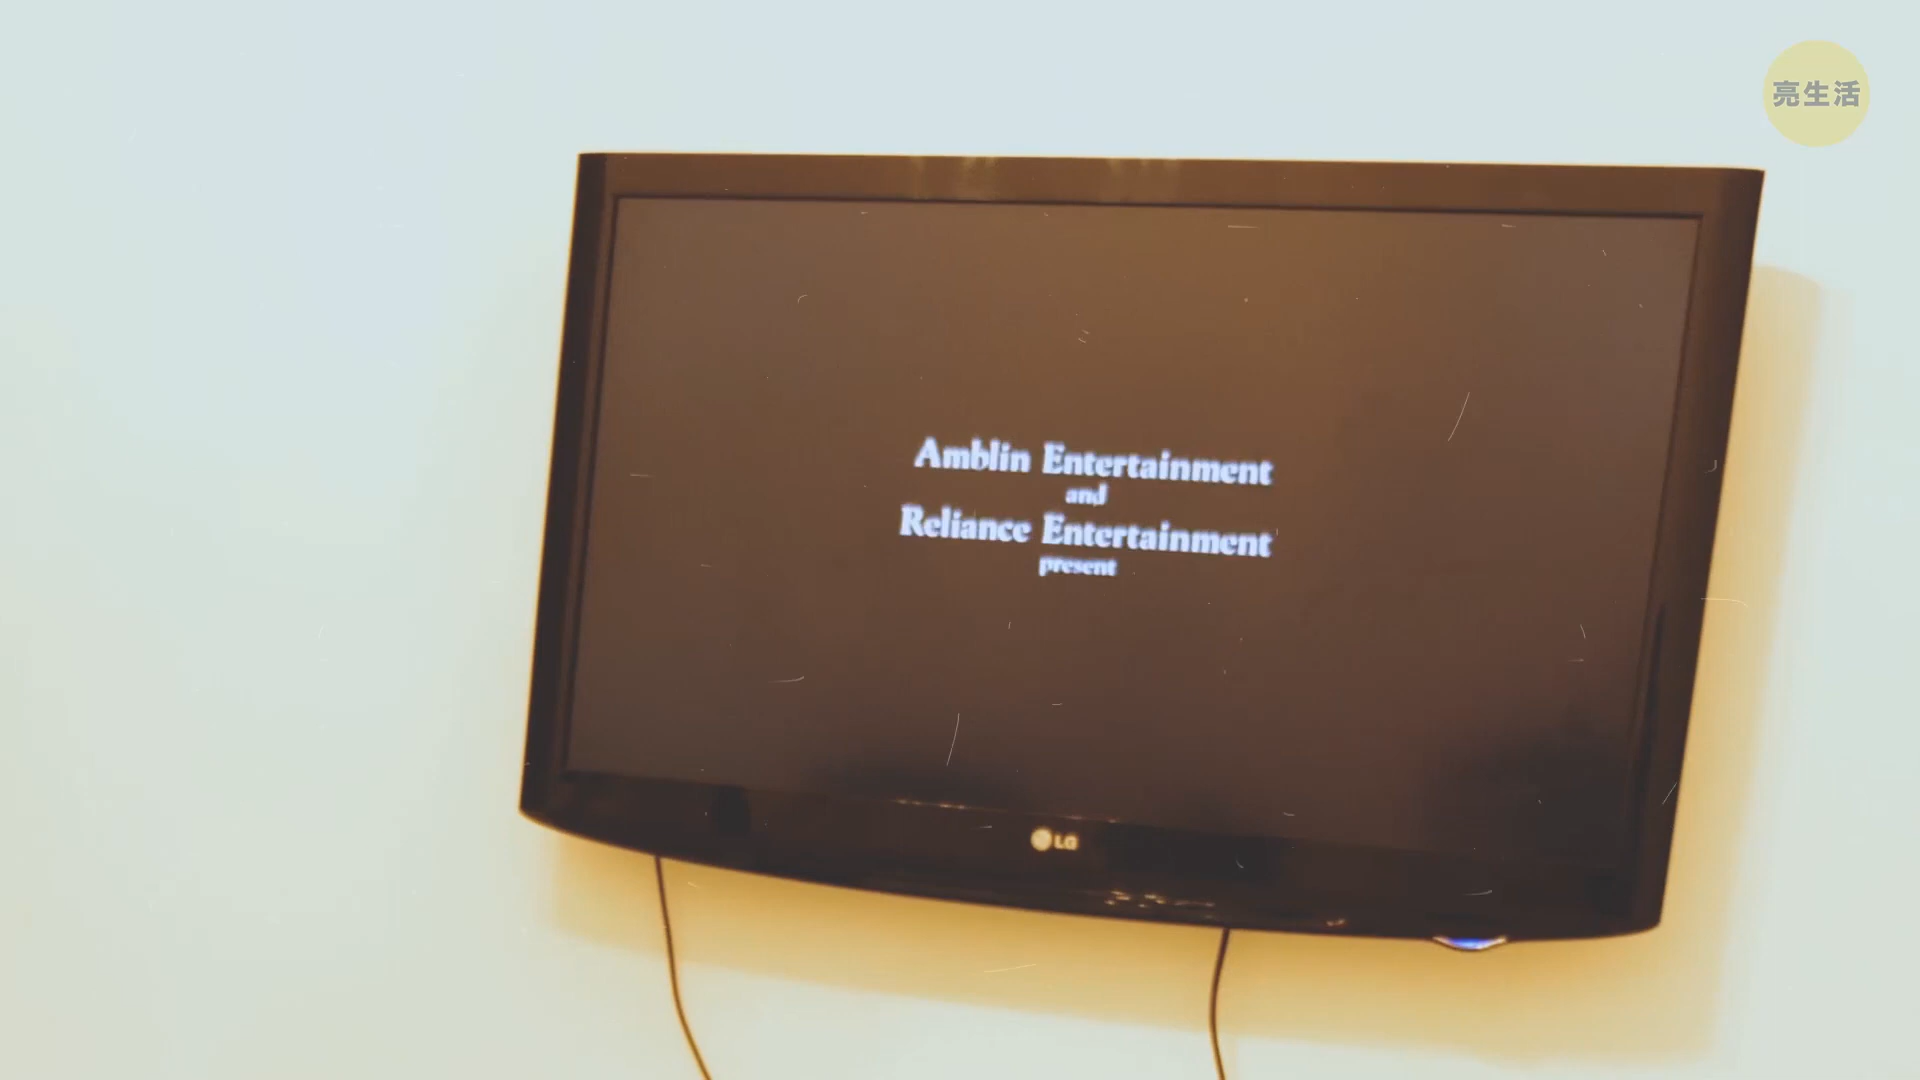 亮生活
Amblin Entertainment
and
Reliance Entertainment
present
LG